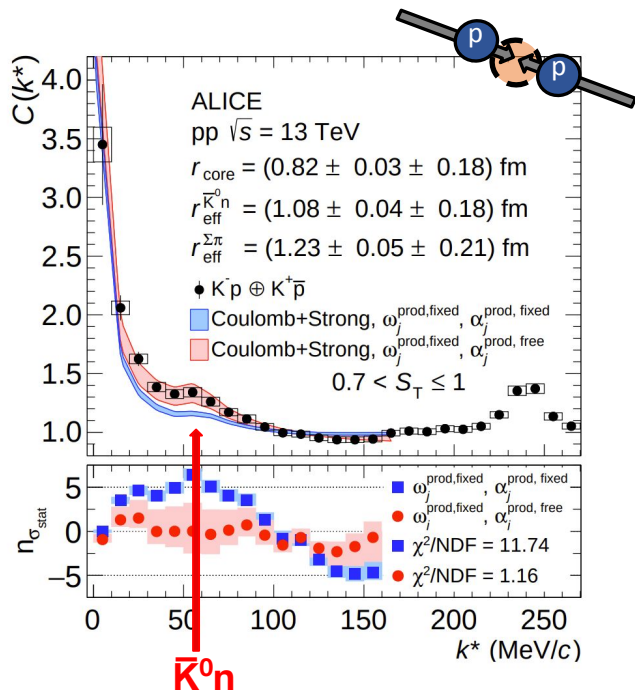 p
p
C(k*)
4.0
3.5
3.0
2.5
2.0
1.5
1.0
ALICE
pp √s = 13 TeV
r_core = (0.82 ± 0.03 ± 0.18) fm
r_eff^K̅⁰n = (1.08 ± 0.04 ± 0.18) fm
r_eff^Σπ = (1.23 ± 0.05 ± 0.21) fm
K⁻p ⊕ K⁺p̅
Coulomb+Strong, ω_j^prod,fixed, α_j^prod, fixed
Coulomb+Strong, ω_j^prod,fixed, α_j^prod, free
0.7 < S_T ≤ 1
n_σstat
5
0
−5
ω_j^prod,fixed, α_j^prod, fixed
ω_j^prod,fixed, α_i^prod, free
χ²/NDF = 11.74
χ²/NDF = 1.16
0 50 100 150 200 250
k* (MeV/c)
K̅⁰n